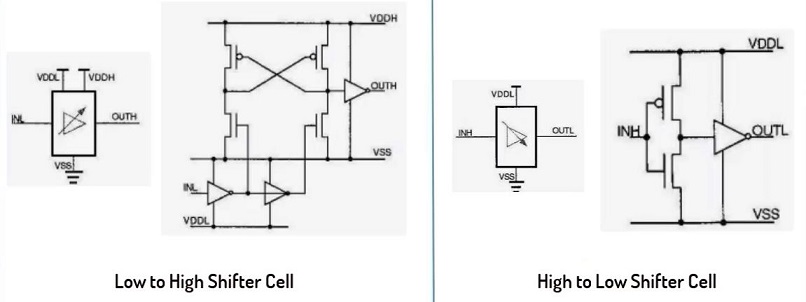 VDDL VDDH
INL OUTH
VSS
VDDH
OUTH
VSS
INL
VDDL
Low to High Shifter Cell
VDDL
INH OUTL
VSS
VDDL
INH OUTL
VSS
High to Low Shifter Cell